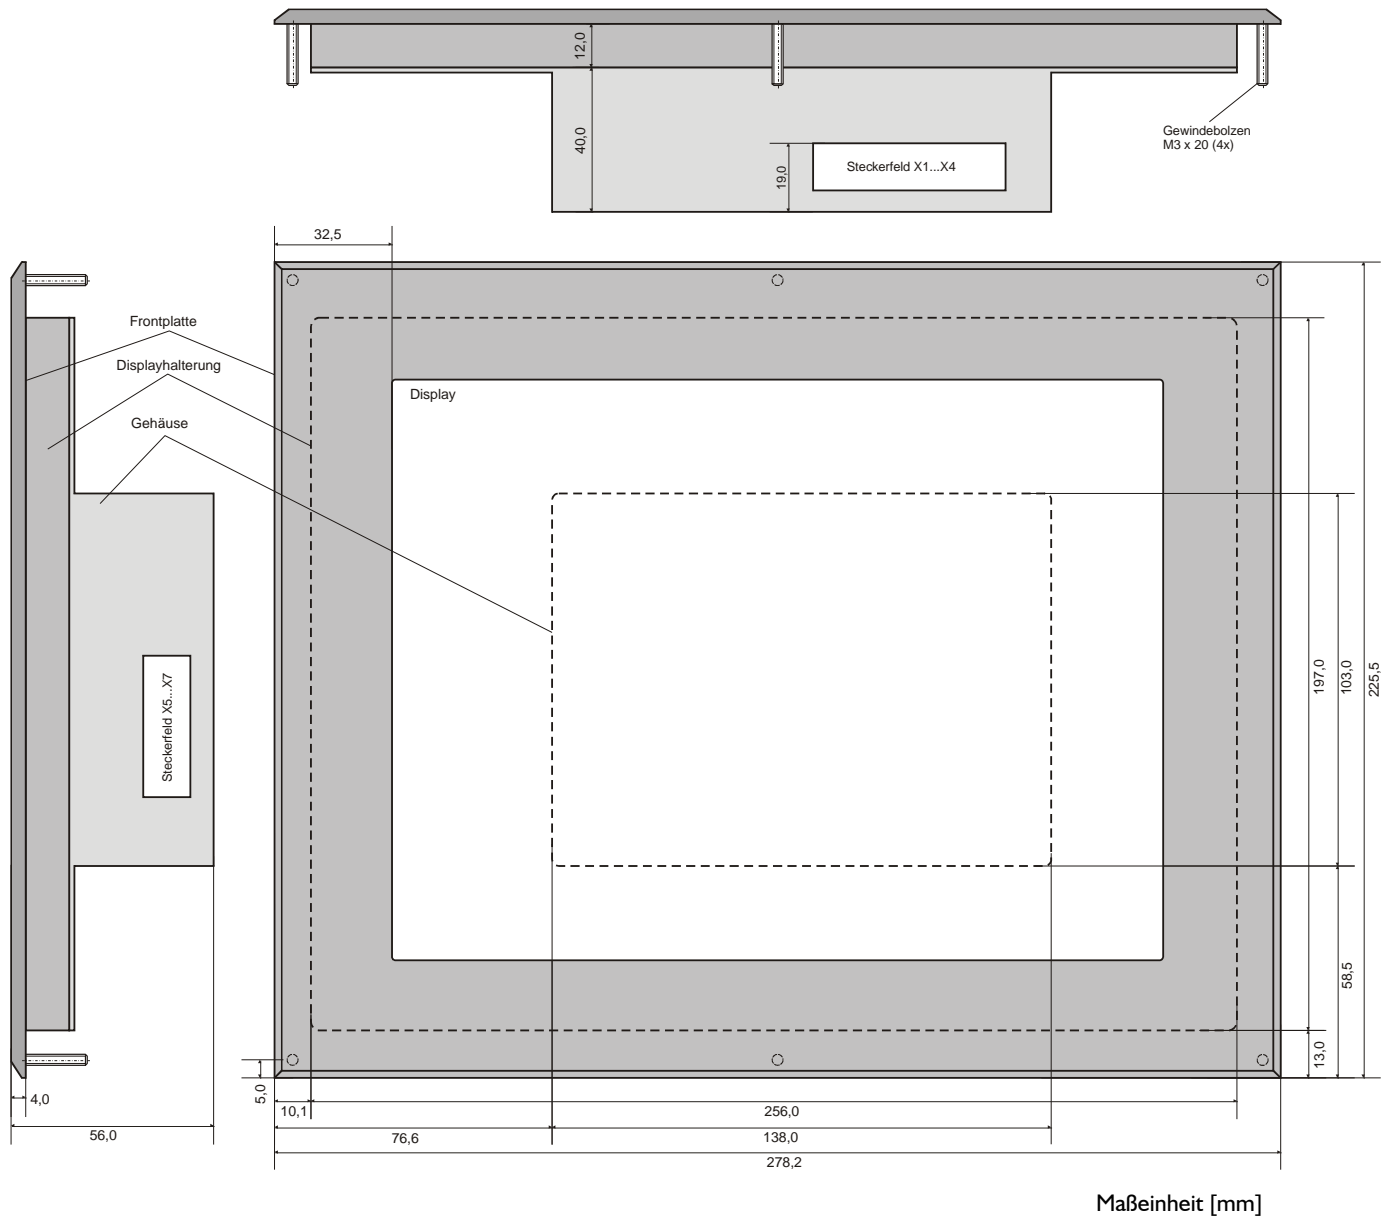 12,0
40,0
19,0
Steckerfeld X1...X4
Gewindebolzen
M3 x 20 (4x)
32,5
Frontplatte
Displayhalterung
Gehäuse
Display
Steckerfeld X5...X7
197,0
103,0
225,5
58,5
13,0
5,0
4,0
56,0
10,1
256,0
76,6
138,0
278,2
Maßeinheit [mm]